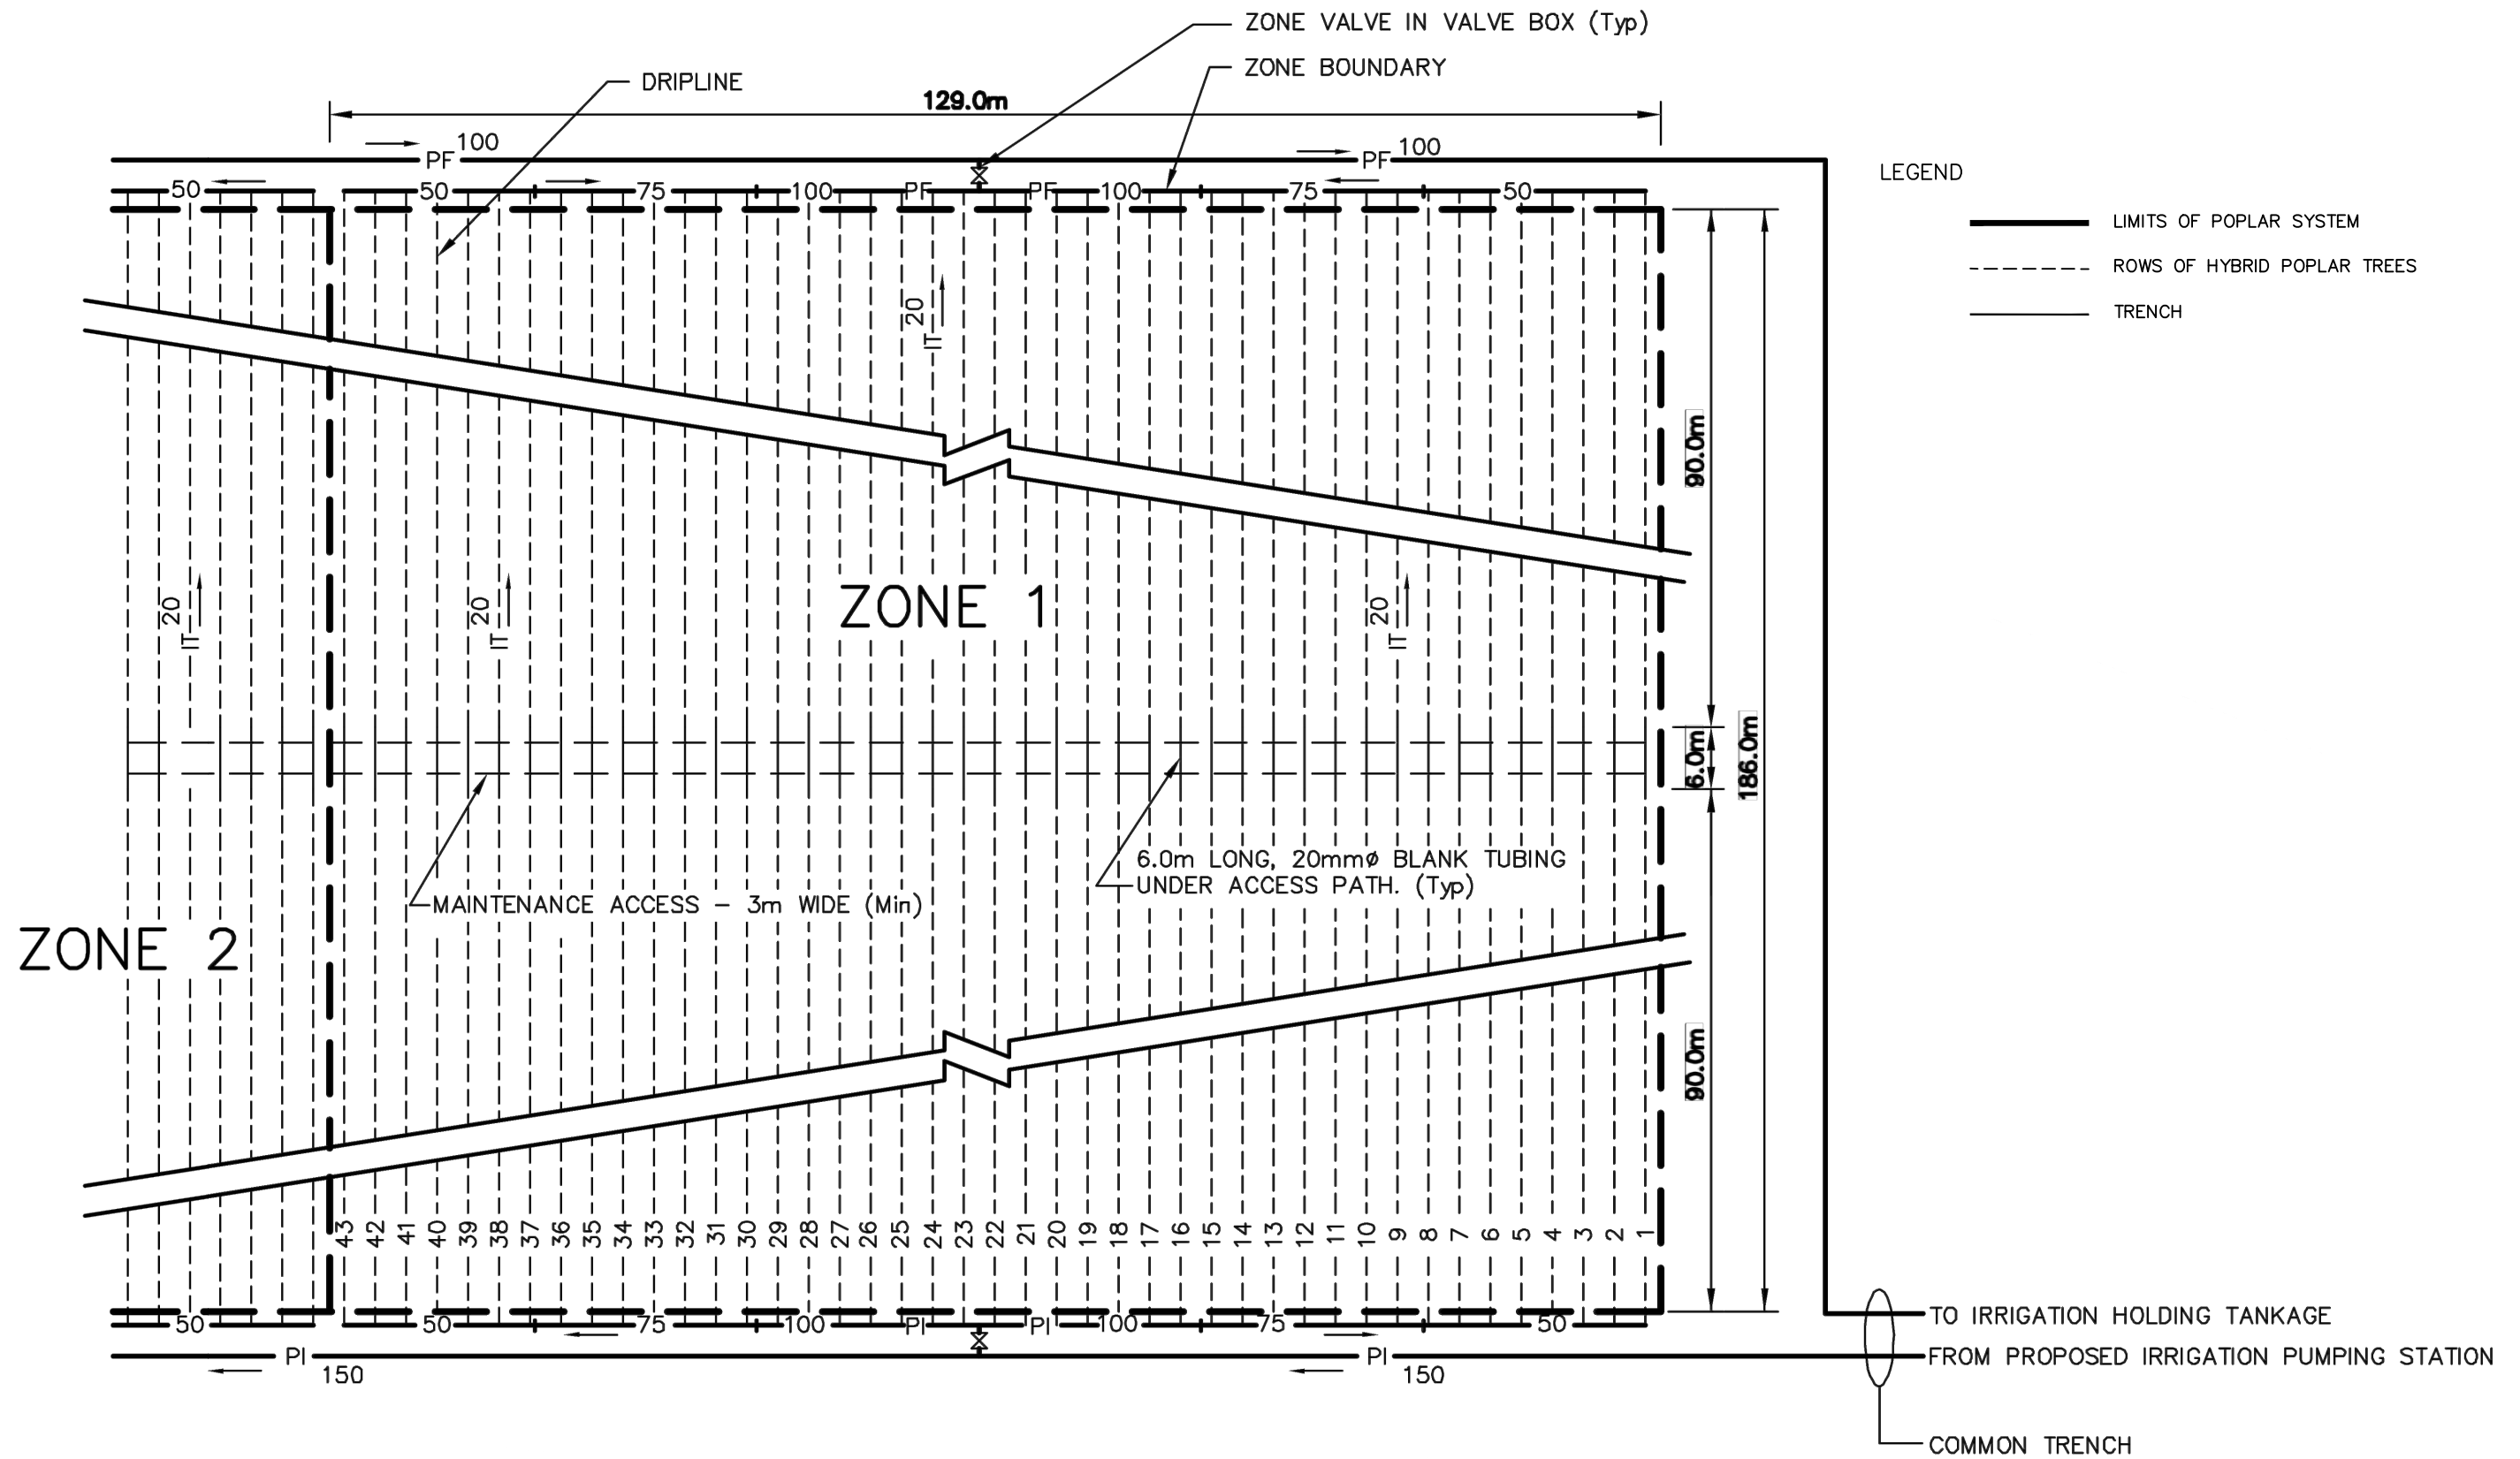 ZONE VALVE IN VALVE BOX (Typ)
ZONE BOUNDARY
DRIPLINE
129.0m
100
PF
100
PF
LEGEND
50
50
75
100
PF
PF
100
75
50
LIMITS OF POPLAR SYSTEM
ROWS OF HYBRID POPLAR TREES
TRENCH
IT 20
90.0m
ZONE 1
IT 20
IT 20
IT 20
6.0m
186.0m
6.0m LONG, 20mmø BLANK TUBING
UNDER ACCESS PATH. (Typ)
MAINTENANCE ACCESS - 3m WIDE (Min)
ZONE 2
90.0m
43 42 41 40 39 38 37 36 35 34 33 32 31 30 29 28 27 26 25 24 23 22 21 20 19 18 17 16 15 14 13 12 11 10 9 8 7 6 5 4 3 2 1
50
50
75
100
PI
PI
100
75
50
TO IRRIGATION HOLDING TANKAGE
PI
150
PI
150
FROM PROPOSED IRRIGATION PUMPING STATION
COMMON TRENCH